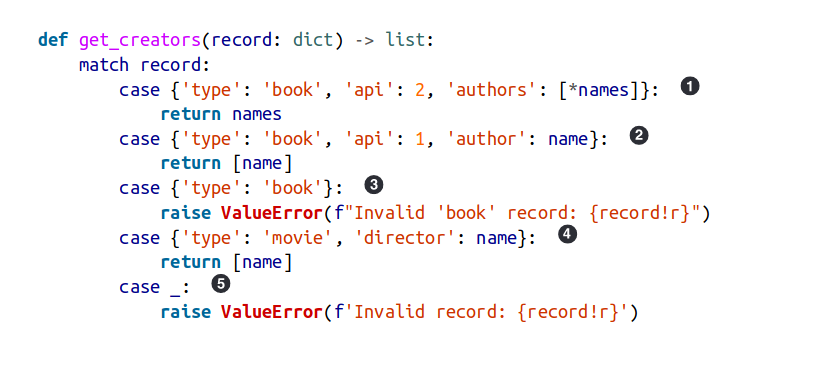 def get_creators(record: dict) -> list:
    match record:
        case {'type': 'book', 'api': 2, 'authors': [*names]}: ❶
            return names
        case {'type': 'book', 'api': 1, 'author': name}: ❷
            return [name]
        case {'type': 'book'}: ❸
            raise ValueError(f"Invalid 'book' record: {record!r}")
        case {'type': 'movie', 'director': name}: ❹
            return [name]
        case _: ❺
            raise ValueError(f'Invalid record: {record!r}')